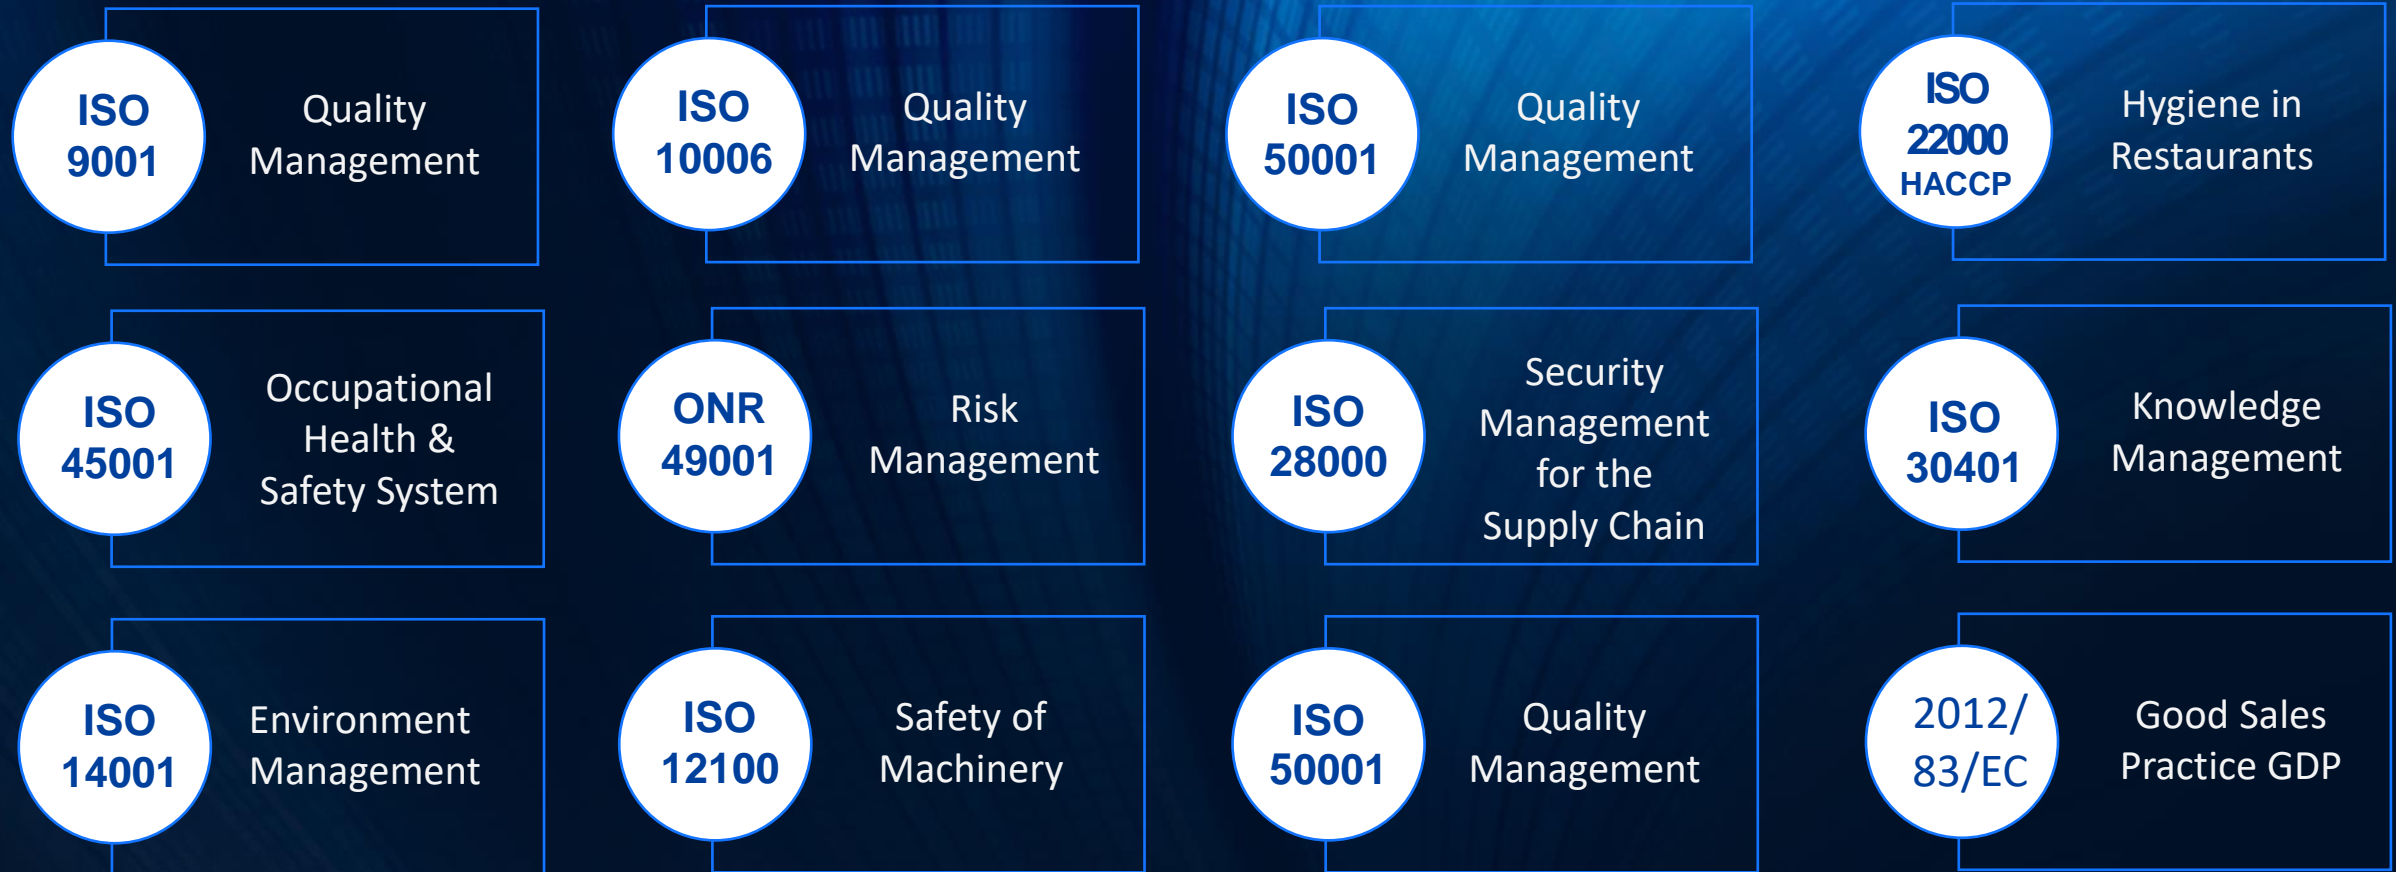 ISO
9001
Quality
Management
ISO
10006
Quality
Management
ISO
50001
Quality
Management
ISO
22000
HACCP
Hygiene in
Restaurants
ISO
45001
Occupational
Health &
Safety System
ONR
49001
Risk
Management
ISO
28000
Security
Management
for the
Supply Chain
ISO
30401
Knowledge
Management
ISO
14001
Environment
Management
ISO
12100
Safety of
Machinery
ISO
50001
Quality
Management
2012/
83/EC
Good Sales
Practice GDP